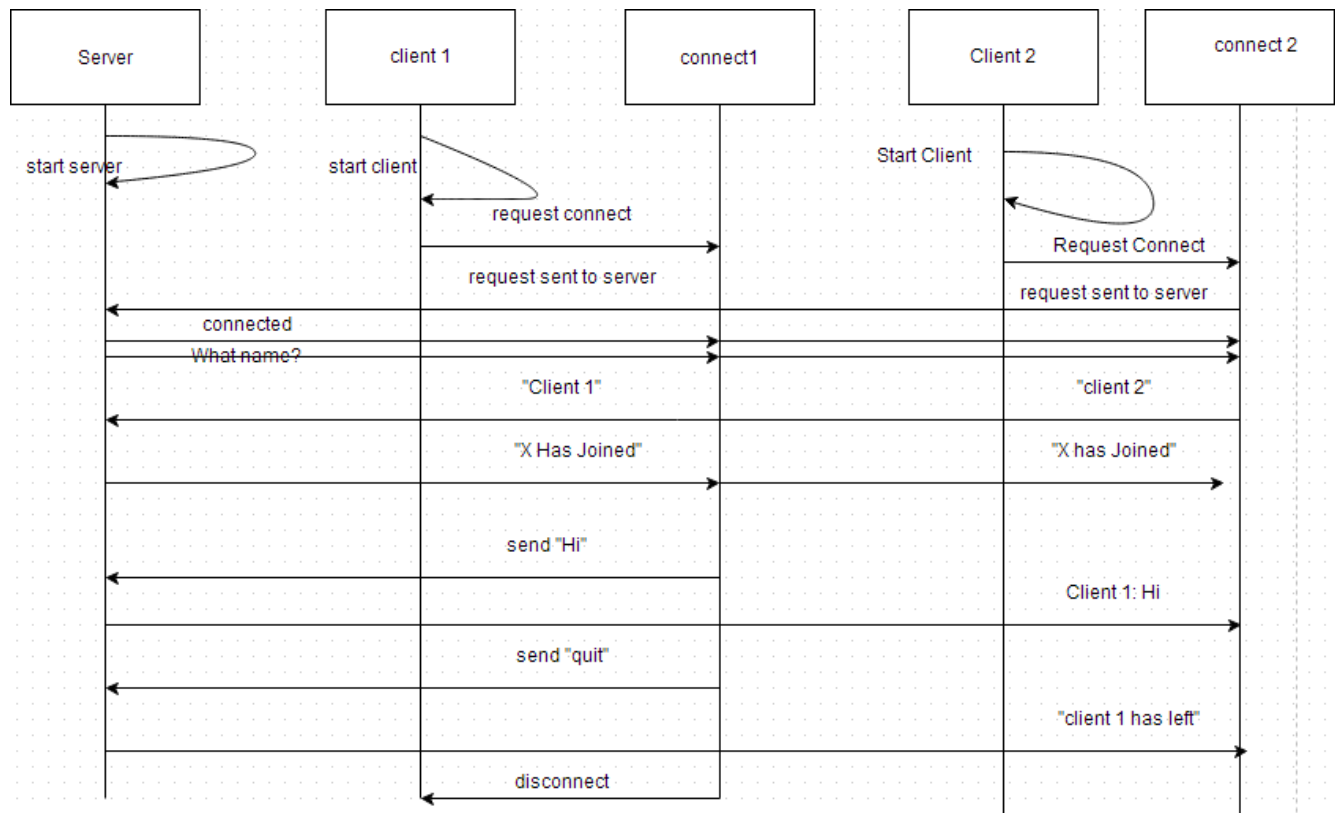 Server
client 1
connect1
Client 2
connect 2
start server
start client
Start Client
request connect
Request Connect
request sent to server
request sent to server
connected
What name?
"Client 1"
"client 2"
"X Has Joined"
"X has Joined"
send "Hi"
Client 1: Hi
send "quit"
"client 1 has left"
disconnect